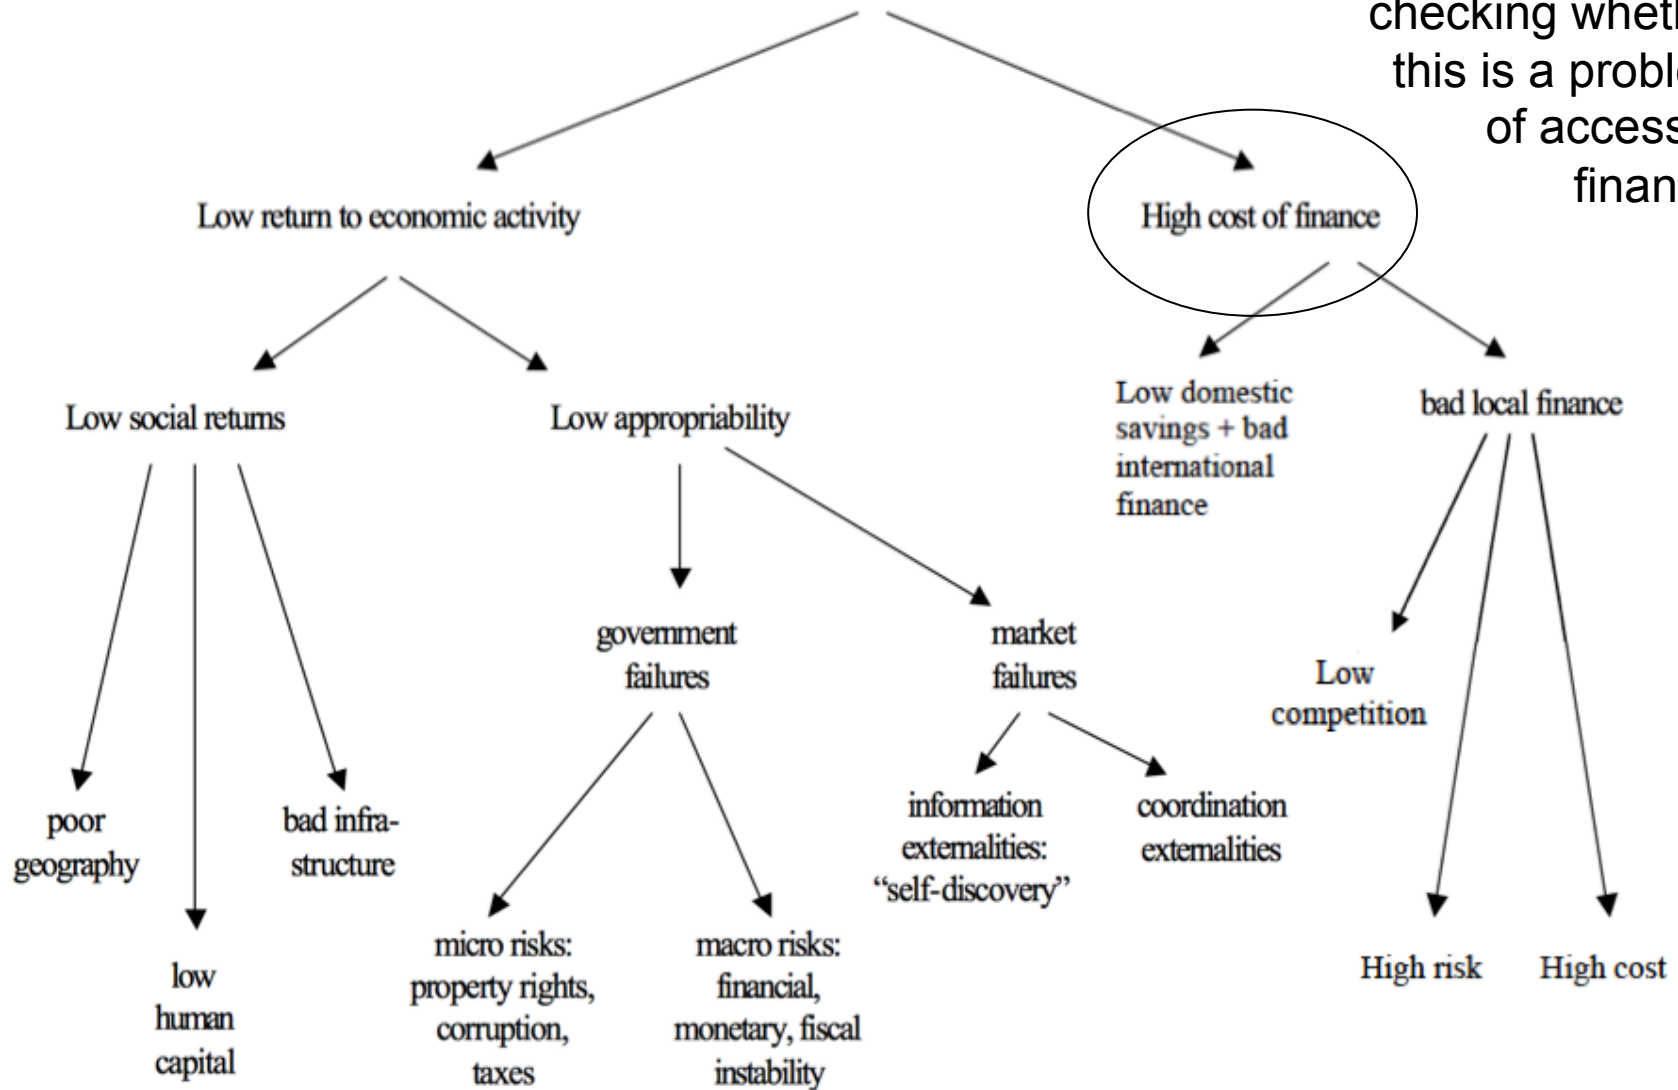 checking wheth
this is a proble
of access
finan
Low return to economic activity
High cost of finance
Low social returns
Low appropriability
Low domestic
savings + bad
international
finance
bad local finance
government
failures
market
failures
Low
competition
poor
geography
bad infra-
structure
information
externalities:
“self-discovery”
coordination
externalities
low
human
capital
micro risks:
property rights,
corruption,
taxes
macro risks:
financial,
monetary, fiscal
instability
High risk
High cost